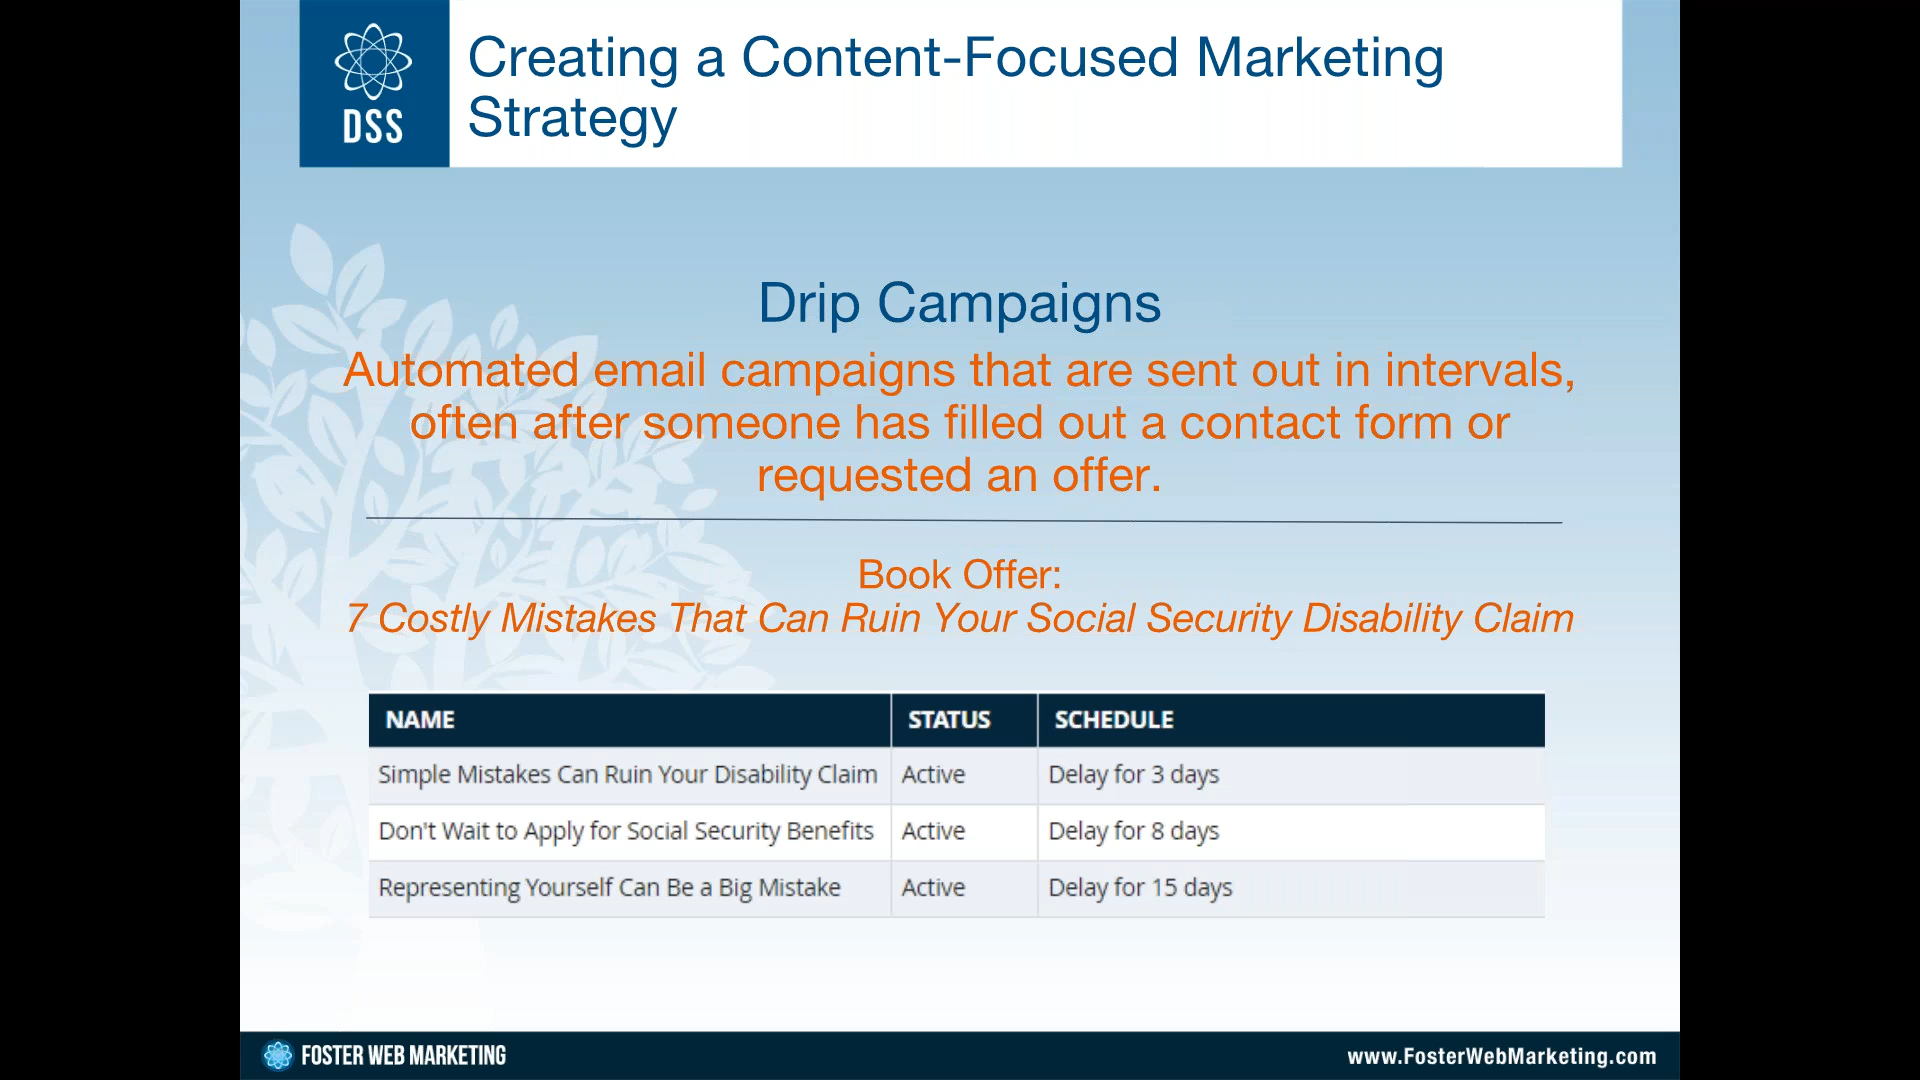 DSS
Creating a Content-Focused Marketing
Strategy
Drip Campaigns
Automated email campaigns that are sent out in intervals,
often after someone has filled out a contact form or
requested an offer.
Book Offer:
7 Costly Mistakes That Can Ruin Your Social Security Disability Claim
NAME STATUS SCHEDULE
Simple Mistakes Can Ruin Your Disability Claim Active Delay for 3 days
Don't Wait to Apply for Social Security Benefits Active Delay for 8 days
Representing Yourself Can Be a Big Mistake Active Delay for 15 days
FOSTER WEB MARKETING www.FosterWebMarketing.com